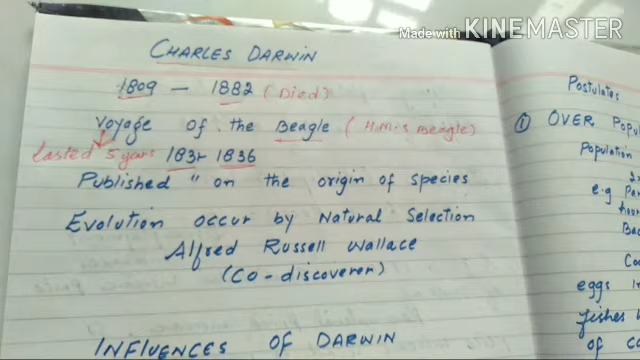 Made with KINEMASTER
CHARLES DARWIN
1809 — 1882 (Died)
Voyage of the Beagle (H.M.S Beagle)
lasted 5 years 1831 1836
Published " on the origin of species
Evolution occur by Natural Selection
Alfred Russell Wallace
(Co-discoverer)
INFLUENCES OF DARWIN
Postulates
① OVER
Population
e.g
eggs
fishes
of